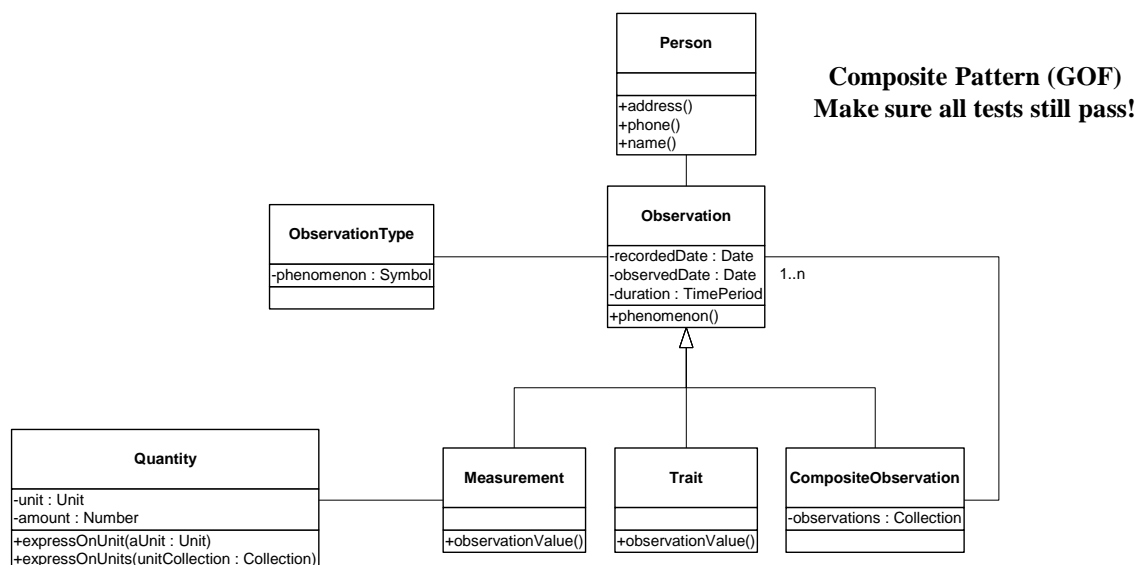 Person
+address()
+phone()
+name()
Composite Pattern (GOF)
Make sure all tests still pass!
ObservationType
-phenomenon : Symbol
Observation
-recordedDate : Date
-observedDate : Date
-duration : TimePeriod
+phenomenon()
1..n
Quantity
-unit : Unit
-amount : Number
+expressOnUnit(aUnit : Unit)
+expressOnUnits(unitCollection : Collection)
Measurement
+observationValue()
Trait
+observationValue()
CompositeObservation
-observations : Collection